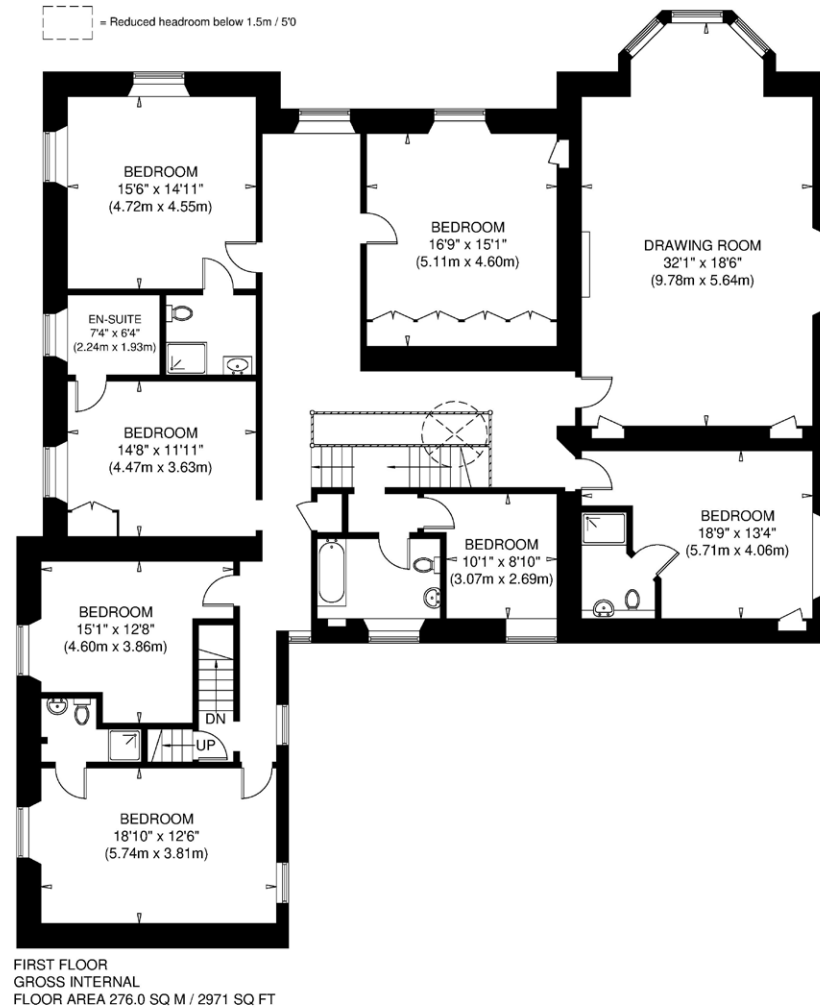 = Reduced headroom below 1.5m / 5'0
BEDROOM
15'6" x 14'11"
(4.72m x 4.55m)
BEDROOM
16'9" x 15'1"
(5.11m x 4.60m)
DRAWING ROOM
32'1" x 18'6"
(9.78m x 5.64m)
EN-SUITE
7'4" x 6'4"
(2.24m x 1.93m)
BEDROOM
14'8" x 11'11"
(4.47m x 3.63m)
BEDROOM
18'9" x 13'4"
(5.71m x 4.06m)
BEDROOM
10'1" x 8'10"
(3.07m x 2.69m)
BEDROOM
15'1" x 12'8"
(4.60m x 3.86m)
DN
UP
BEDROOM
18'10" x 12'6"
(5.74m x 3.81m)
FIRST FLOOR
GROSS INTERNAL
FLOOR AREA 276.0 SQ M / 2971 SQ FT